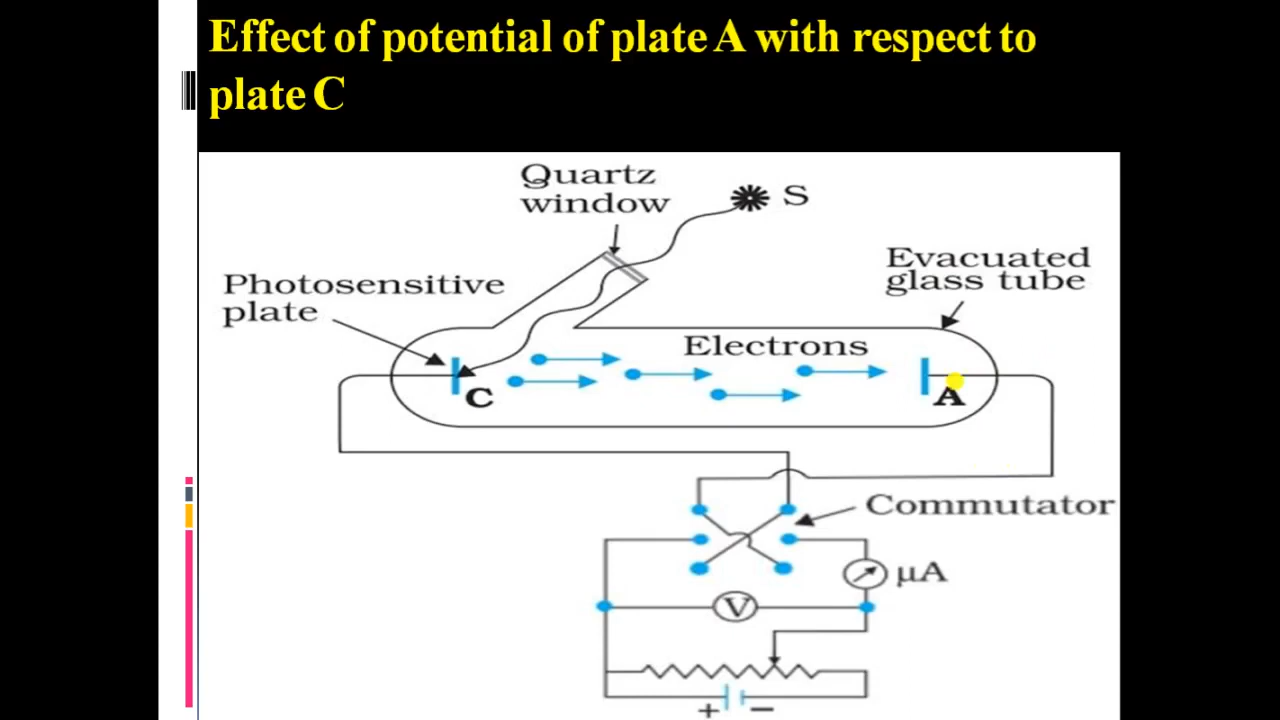 Effect of potential of plate A with respect to
plate C
Quartz
window
S
Evacuated
glass tube
Photosensitive
plate
Electrons
C
A
Commutator
μA
V
+ −